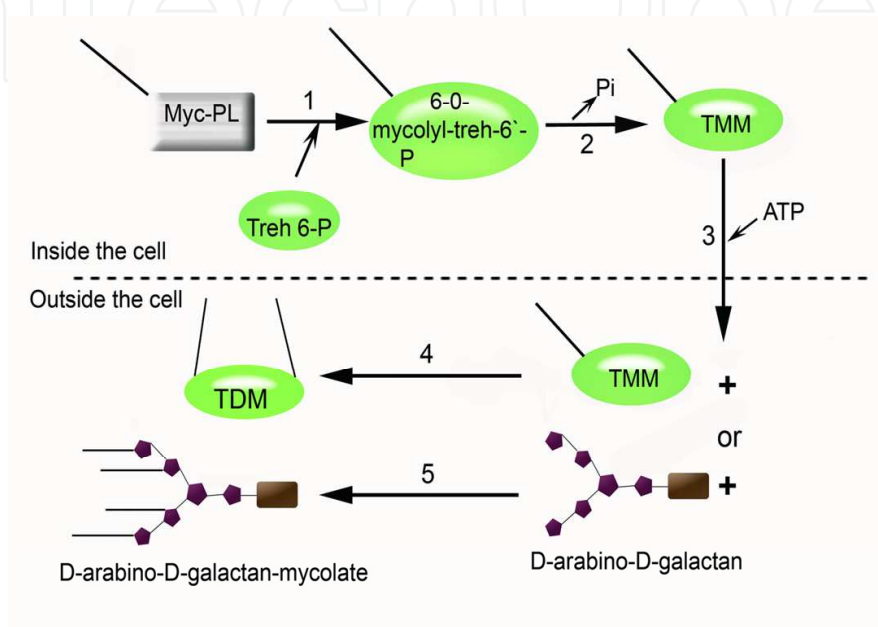 Myc-PL
1
6-0-
mycolyl-treh-6`-
P
Pi
2
TMM
Treh 6-P
3
ATP
Inside the cell
Outside the cell
TDM
4
TMM
+
or
5
+
D-arabino-D-galactan-mycolate
D-arabino-D-galactan